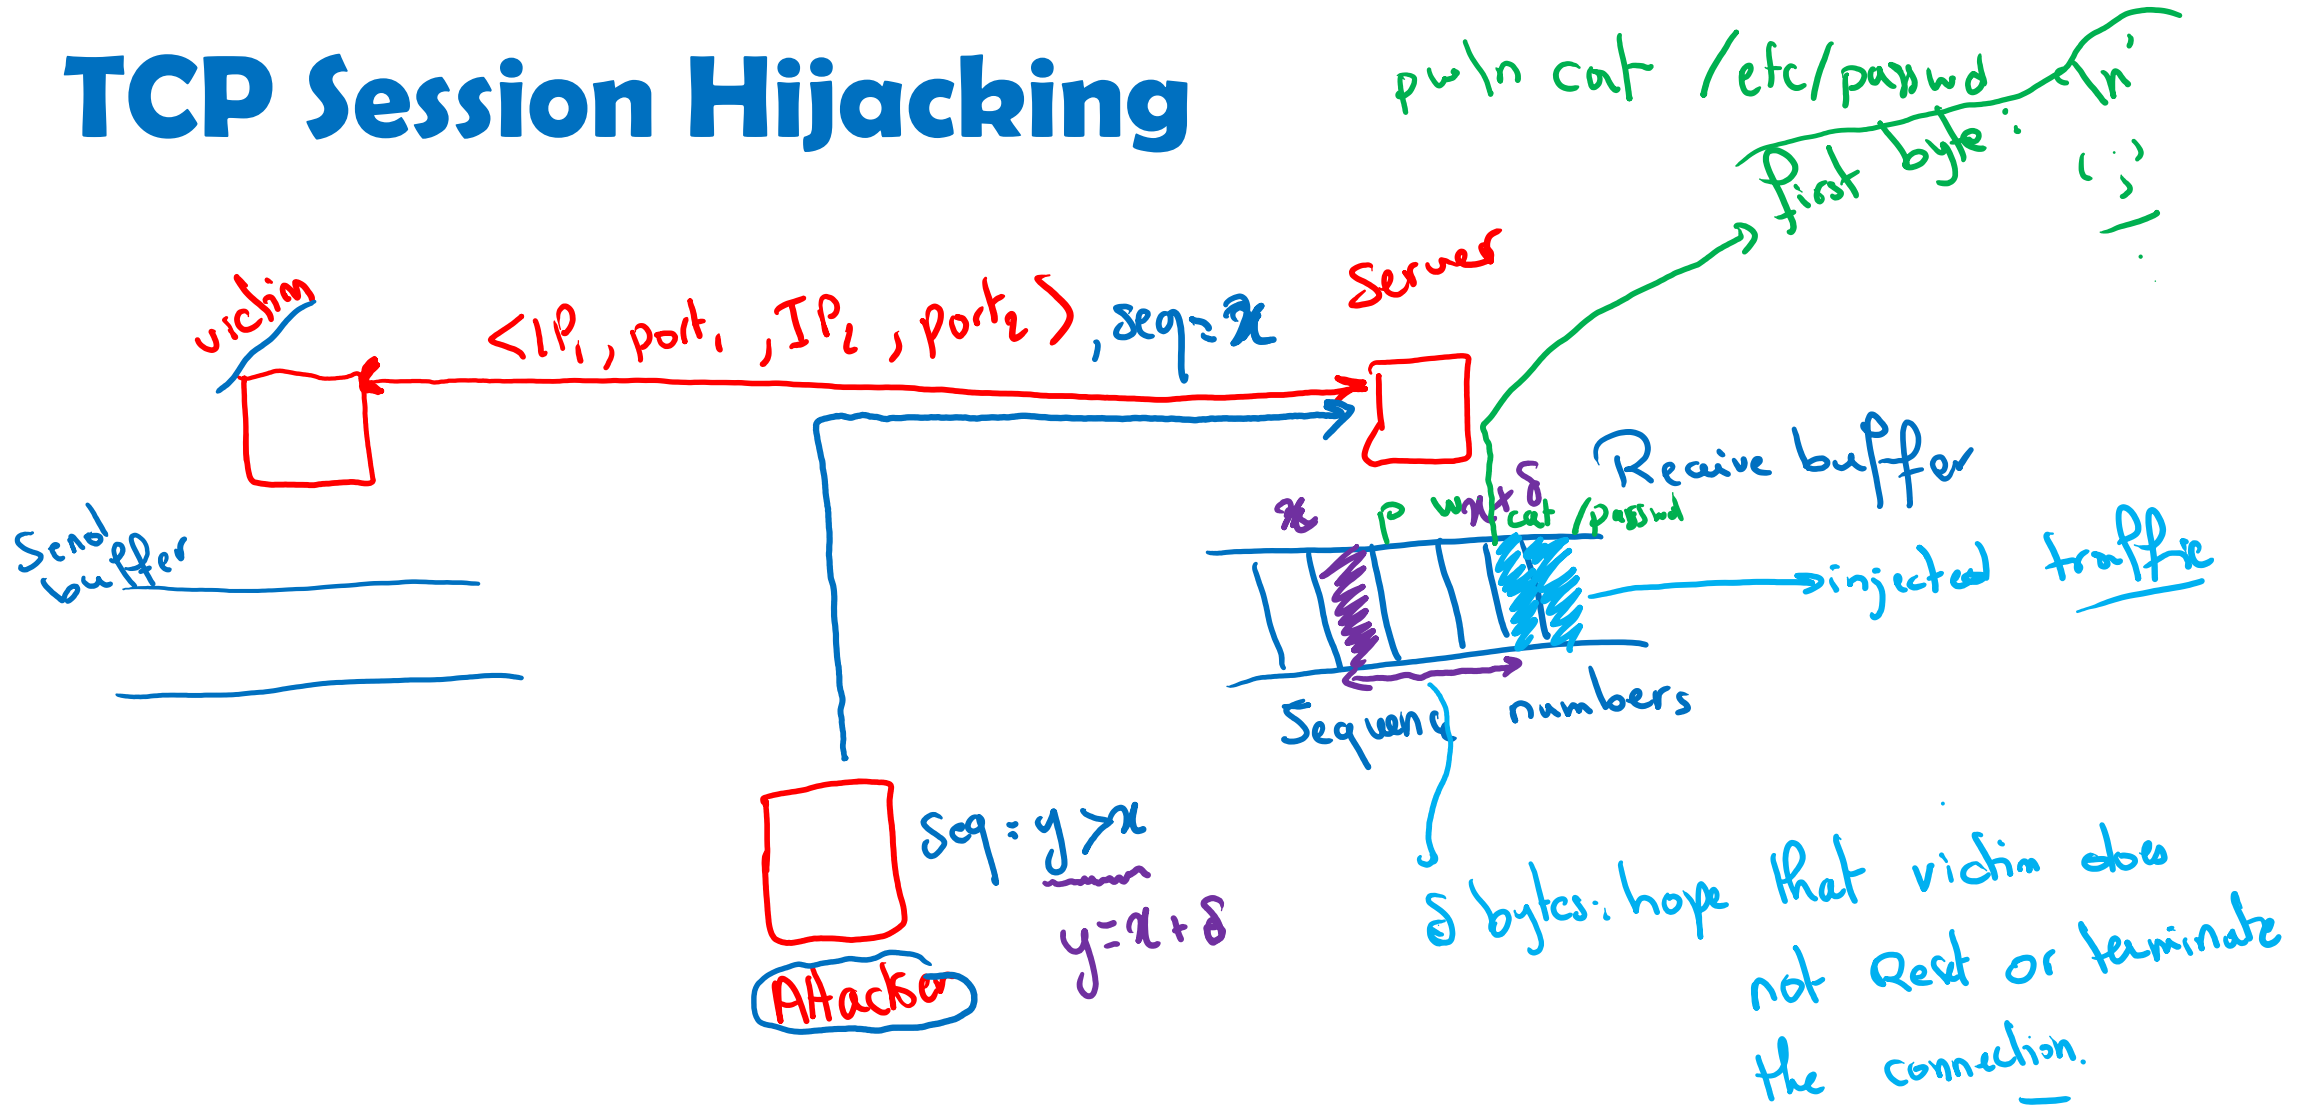 TCP Session Hijacking
pw\n cat /etc/passwd
first byte: '\n'
';'
victim
<IP1, port1, IP2, port2>, seq=x
Server
Receive buffer
Send
buffer
x p w x+δ cat /passwd
injected traffic
Sequence numbers
seq = y>x
y=x+δ
Attacker
δ bytes: hope that victim does
not Reset or terminate
the connection.